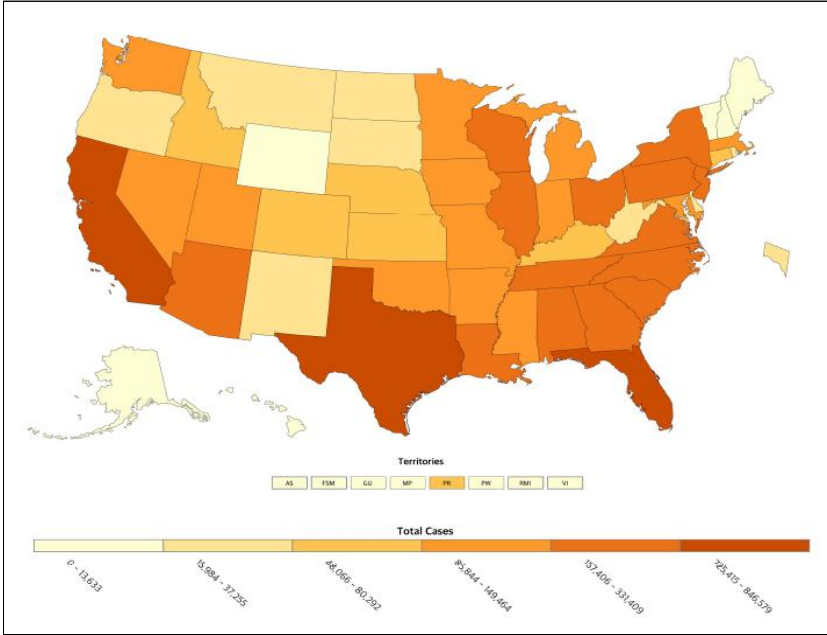 Territories
AS FSM GU MP PR PW RMI VI
Total Cases
0 - 13,633 15,984 - 37,255 48,066 - 80,292 95,844 - 149,464 157,406 - 331,409 725,415 - 846,579